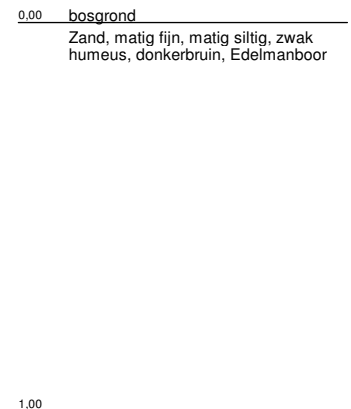 0,00 bosgrond
Zand, matig fijn, matig siltig, zwak
humeus, donkerbruin, Edelmanboor
1,00